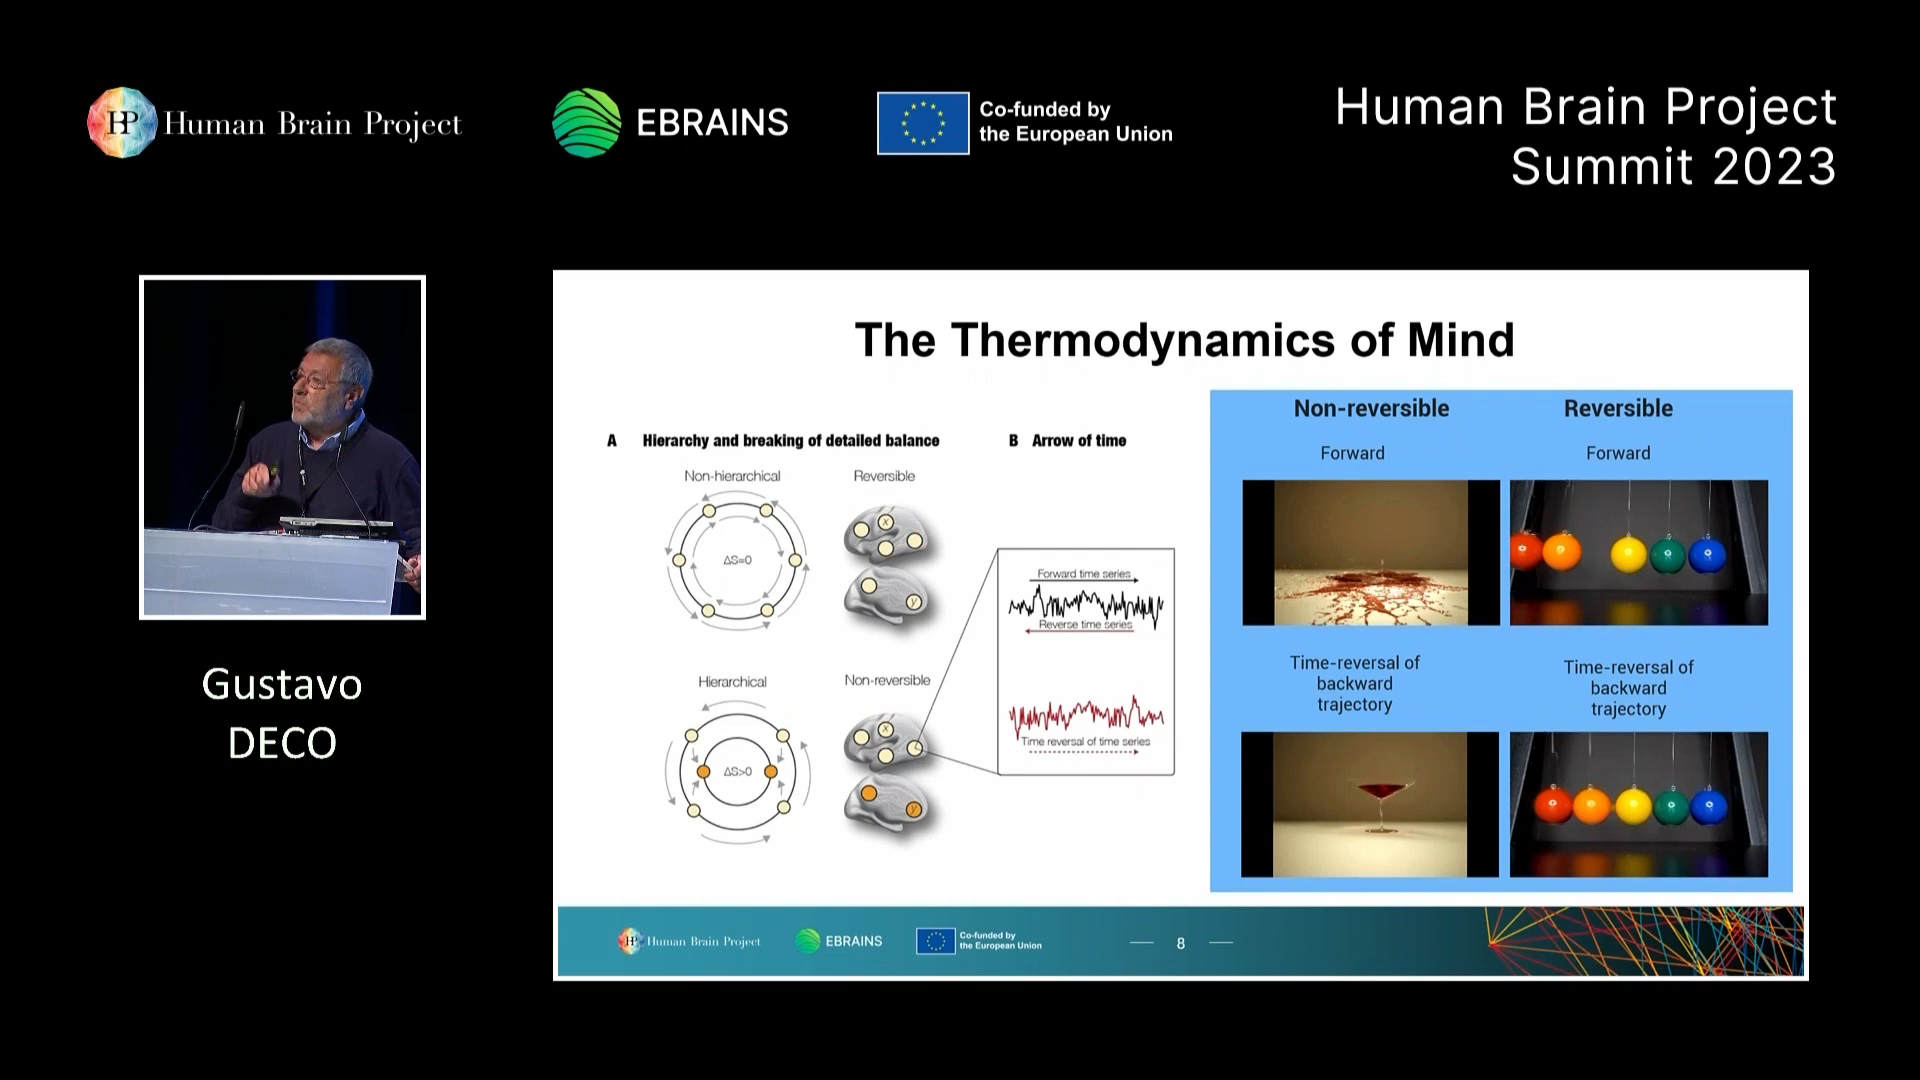 HP Human Brain Project
EBRAINS
Co-funded by
the European Union
Human Brain Project
Summit 2023
Gustavo
DECO
The Thermodynamics of Mind
A Hierarchy and breaking of detailed balance
Non-hierarchical
Reversible
ΔS=0
x
y
Hierarchical
Non-reversible
ΔS>0
x
y
B Arrow of time
Forward time series
Reverse time series
Time reversal of time series
Non-reversible
Reversible
Forward
Forward
Time-reversal of
backward
trajectory
Time-reversal of
backward
trajectory
HP Human Brain Project
EBRAINS
Co-funded by
the European Union
8